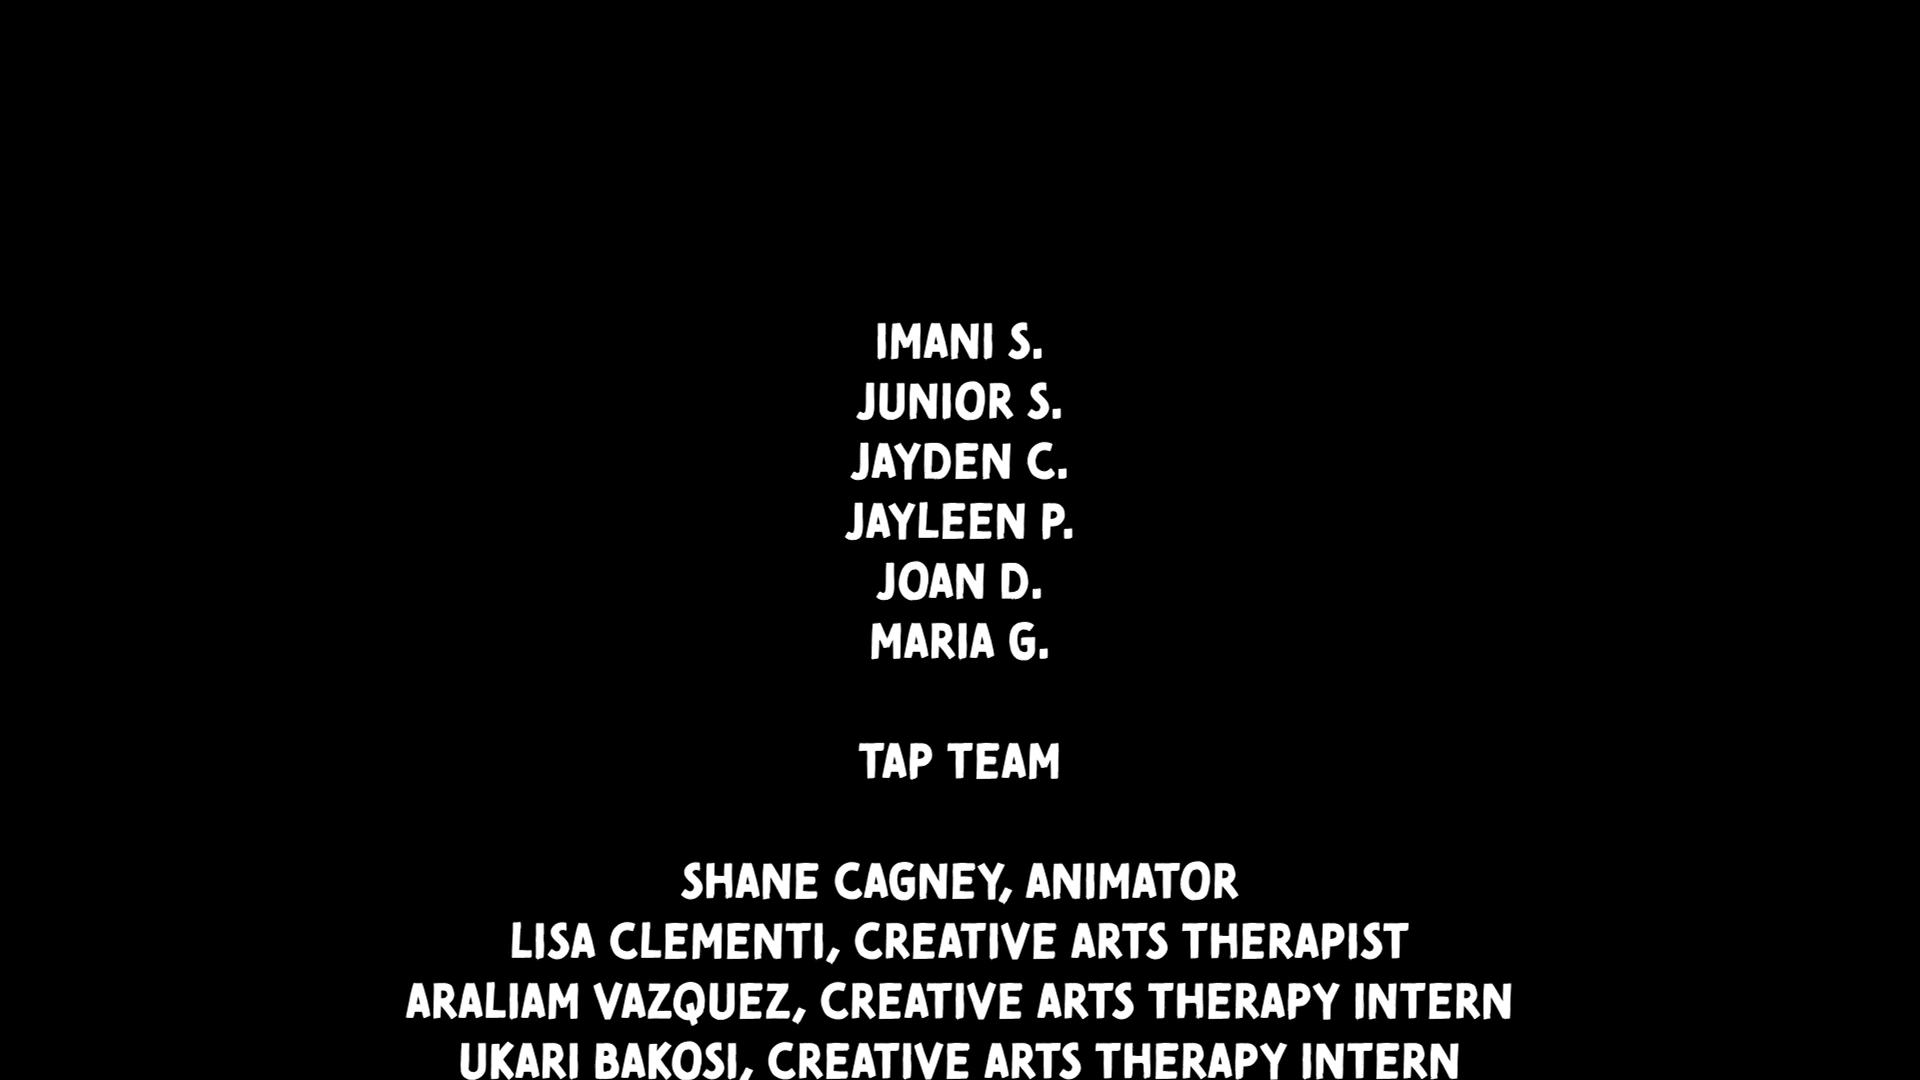 IMANI S.
JUNIOR S.
JAYDEN C.
JAYLEEN P.
JOAN D.
MARIA G.
TAP TEAM
SHANE CAGNEY, ANIMATOR
LISA CLEMENTI, CREATIVE ARTS THERAPIST
ARALIAM VAZQUEZ, CREATIVE ARTS THERAPY INTERN
UKARI BAKOSI, CREATIVE ARTS THERAPY INTERN